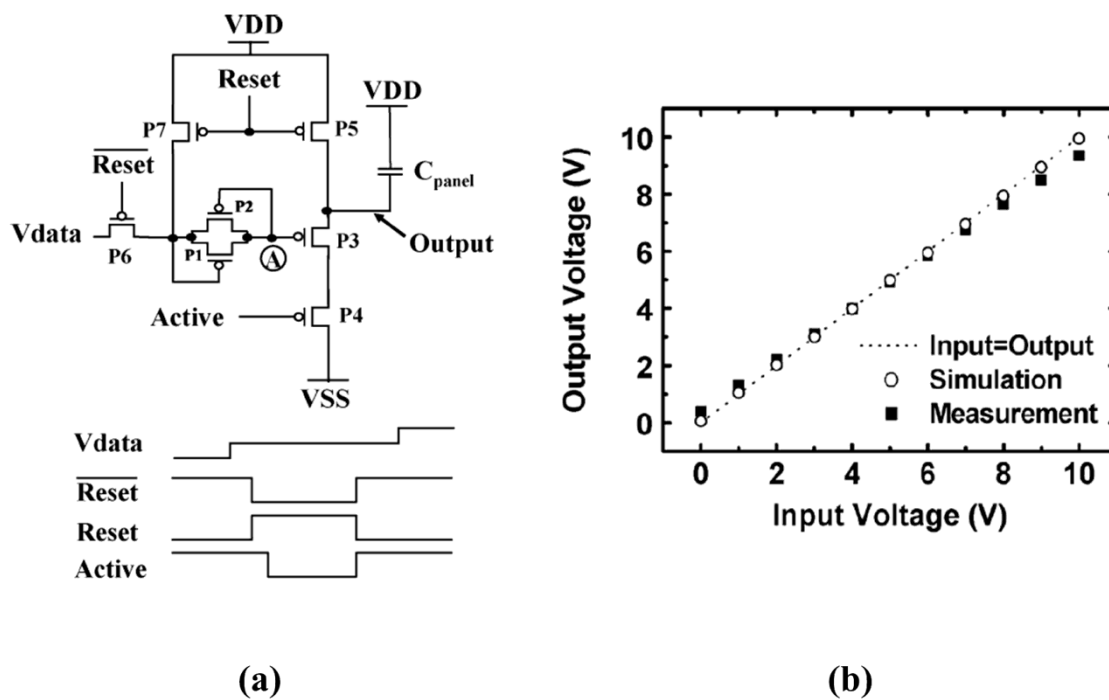 VDD
Reset
VDD
P7
P5
Reset
C panel
P2
Vdata
P6
P1
A
P3
Output
Active
P4
VSS
Vdata
Reset
Reset
Active
(a)
Output Voltage (V)
10
8
6
4
2
0
Input=Output
Simulation
Measurement
0 2 4 6 8 10
Input Voltage (V)
(b)